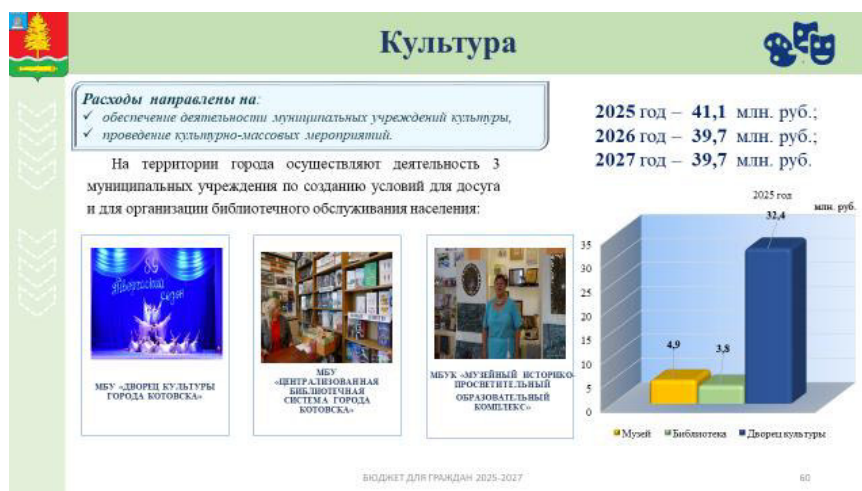 Культура
Расходы направлены на:
✓ обеспечение деятельности муниципальных учреждений культуры,
✓ проведение культурно-массовых мероприятий.
На территории города осуществляют деятельность 3
муниципальных учреждения по созданию условий для досуга
и для организации библиотечного обслуживания населения:
2025 год – 41,1 млн. руб.;
2026 год – 39,7 млн. руб.;
2027 год – 39,7 млн. руб.
МБУ «ДВОРЕЦ КУЛЬТУРЫ
ГОРОДА КОТОВСКА»
МБУ
«ЦЕНТРАЛИЗОВАННАЯ
БИБЛИОТЕЧНАЯ
СИСТЕМА ГОРОДА
КОТОВСКА»
МБУК «МУЗЕЙНЫЙ ИСТОРИКО-
ПРОСВЕТИТЕЛЬНЫЙ
ОБРАЗОВАТЕЛЬНЫЙ
КОМПЛЕКС»
2025 год
млн. руб.
32,4
4,9
3,8
35
30
25
20
15
10
5
0
Музей Библиотека Дворец культуры
БЮДЖЕТ ДЛЯ ГРАЖДАН 2025-2027
60